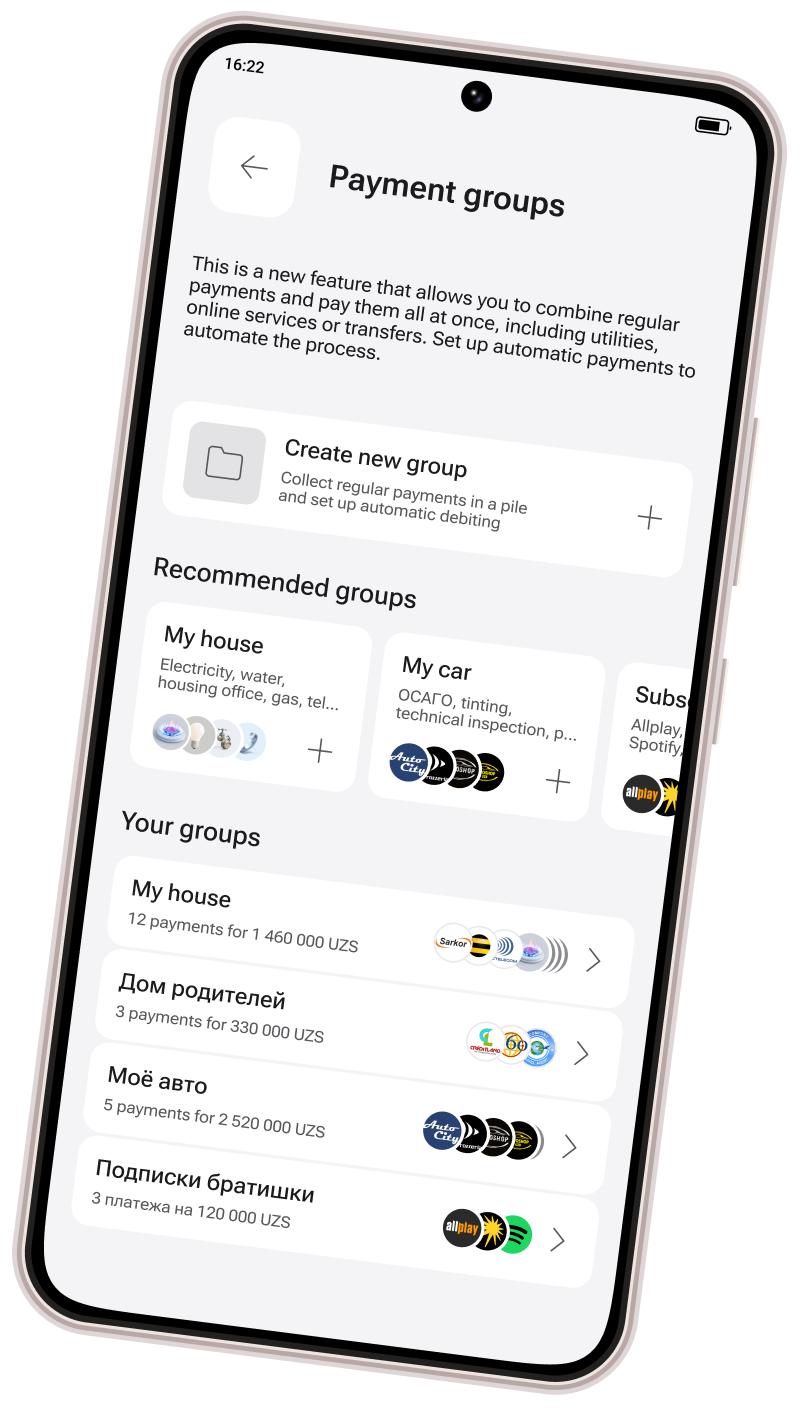 16:22
Payment groups
This is a new feature that allows you to combine regular
payments and pay them all at once, including utilities,
online services or transfers. Set up automatic payments to
automate the process.
Create new group
Collect regular payments in a pile
and set up automatic debiting
Recommended groups
My house
Electricity, water,
housing office, gas, tel...
My car
ОСАГО, tinting,
technical inspection, p...
Subs
Allplay,
Spotify,
Auto
City
allplay
Your groups
My house
12 payments for 1 460 000 UZS
Sarkor
Дом родителей
3 payments for 330 000 UZS
CREDITLAND
60
Моё авто
5 payments for 2 520 000 UZS
Auto
City
Подписки братишки
3 платежа на 120 000 UZS
allplay